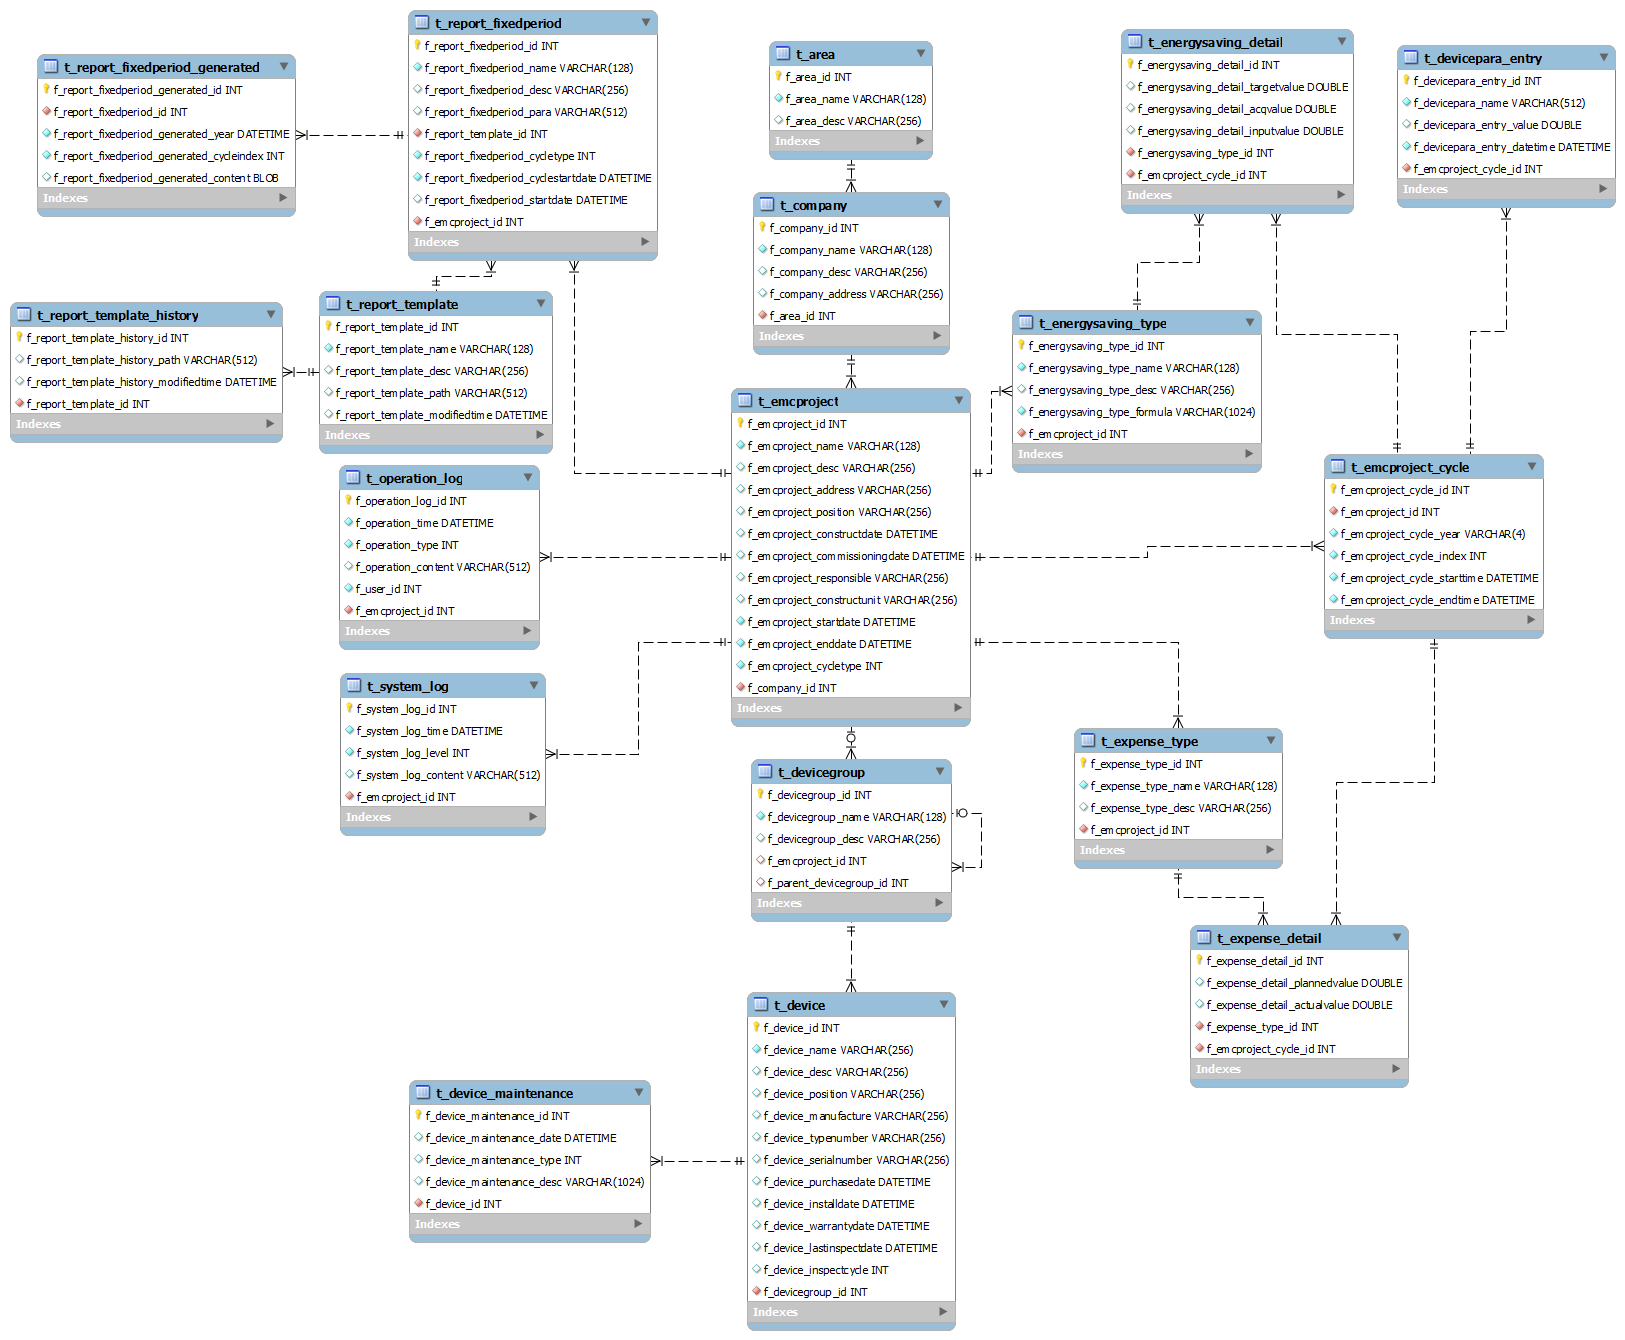 t_report_fixedperiod_generated
f_report_fixedperiod_generated_id INT
f_report_fixedperiod_id INT
f_report_fixedperiod_generated_year DATETIME
f_report_fixedperiod_generated_cycleindex INT
f_report_fixedperiod_generated_content BLOB
Indexes
t_report_fixedperiod
f_report_fixedperiod_id INT
f_report_fixedperiod_name VARCHAR(128)
f_report_fixedperiod_desc VARCHAR(256)
f_report_fixedperiod_para VARCHAR(512)
f_report_template_id INT
f_report_fixedperiod_cycletype INT
f_report_fixedperiod_cyclestartdate DATETIME
f_report_fixedperiod_startdate DATETIME
f_emcproject_id INT
Indexes
t_area
f_area_id INT
f_area_name VARCHAR(128)
f_area_desc VARCHAR(256)
Indexes
t_energysaving_detail
f_energysaving_detail_id INT
f_energysaving_detail_targetvalue DOUBLE
f_energysaving_detail_acqvalue DOUBLE
f_energysaving_detail_inputvalue DOUBLE
f_energysaving_type_id INT
f_emcproject_cycle_id INT
Indexes
t_devicepara_entry
f_devicepara_entry_id INT
f_devicepara_name VARCHAR(512)
f_devicepara_entry_value DOUBLE
f_devicepara_entry_datetime DATETIME
f_emcproject_cycle_id INT
Indexes
t_company
f_company_id INT
f_company_name VARCHAR(128)
f_company_desc VARCHAR(256)
f_company_address VARCHAR(256)
f_area_id INT
Indexes
t_report_template_history
f_report_template_history_id INT
f_report_template_history_path VARCHAR(512)
f_report_template_history_modifiedtime DATETIME
f_report_template_id INT
Indexes
t_report_template
f_report_template_id INT
f_report_template_name VARCHAR(128)
f_report_template_desc VARCHAR(256)
f_report_template_path VARCHAR(512)
f_report_template_modifiedtime DATETIME
Indexes
t_energysaving_type
f_energysaving_type_id INT
f_energysaving_type_name VARCHAR(128)
f_energysaving_type_desc VARCHAR(256)
f_energysaving_type_formula VARCHAR(1024)
f_emcproject_id INT
Indexes
t_emcproject
f_emcproject_id INT
f_emcproject_name VARCHAR(128)
f_emcproject_desc VARCHAR(256)
f_emcproject_address VARCHAR(256)
f_emcproject_position VARCHAR(256)
f_emcproject_constructdate DATETIME
f_emcproject_commissioningdate DATETIME
f_emcproject_responsible VARCHAR(256)
f_emcproject_constructunit VARCHAR(256)
f_emcproject_startdate DATETIME
f_emcproject_enddate DATETIME
f_emcproject_cycletype INT
f_company_id INT
Indexes
t_operation_log
f_operation_log_id INT
f_operation_time DATETIME
f_operation_type INT
f_operation_content VARCHAR(512)
f_user_id INT
f_emcproject_id INT
Indexes
t_emcproject_cycle
f_emcproject_cycle_id INT
f_emcproject_id INT
f_emcproject_cycle_year VARCHAR(4)
f_emcproject_cycle_index INT
f_emcproject_cycle_starttime DATETIME
f_emcproject_cycle_endtime DATETIME
Indexes
t_system_log
f_system_log_id INT
f_system_log_time DATETIME
f_system_log_level INT
f_system_log_content VARCHAR(512)
f_emcproject_id INT
Indexes
t_devicegroup
f_devicegroup_id INT
f_devicegroup_name VARCHAR(128)
f_devicegroup_desc VARCHAR(256)
f_emcproject_id INT
f_parent_devicegroup_id INT
Indexes
t_expense_type
f_expense_type_id INT
f_expense_type_name VARCHAR(128)
f_expense_type_desc VARCHAR(256)
f_emcproject_id INT
Indexes
t_expense_detail
f_expense_detail_id INT
f_expense_detail_plannedvalue DOUBLE
f_expense_detail_actualvalue DOUBLE
f_expense_type_id INT
f_emcproject_cycle_id INT
Indexes
t_device
f_device_id INT
f_device_name VARCHAR(256)
f_device_desc VARCHAR(256)
f_device_position VARCHAR(256)
f_device_manufacture VARCHAR(256)
f_device_typenumber VARCHAR(256)
f_device_serialnumber VARCHAR(256)
f_device_purchasedate DATETIME
f_device_installdate DATETIME
f_device_warrantydate DATETIME
f_device_lastinspectdate DATETIME
f_device_inspectcycle INT
f_devicegroup_id INT
Indexes
t_device_maintenance
f_device_maintenance_id INT
f_device_maintenance_date DATETIME
f_device_maintenance_type INT
f_device_maintenance_desc VARCHAR(1024)
f_device_id INT
Indexes